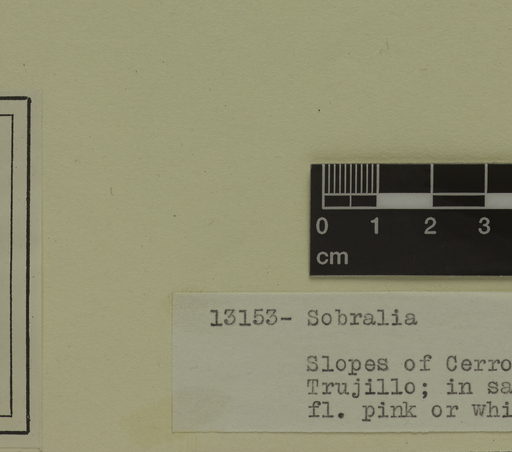 0 1 2 3
cm
13153- Sobralia
Slopes of Cerro
Trujillo; in sa
fl. pink or whi